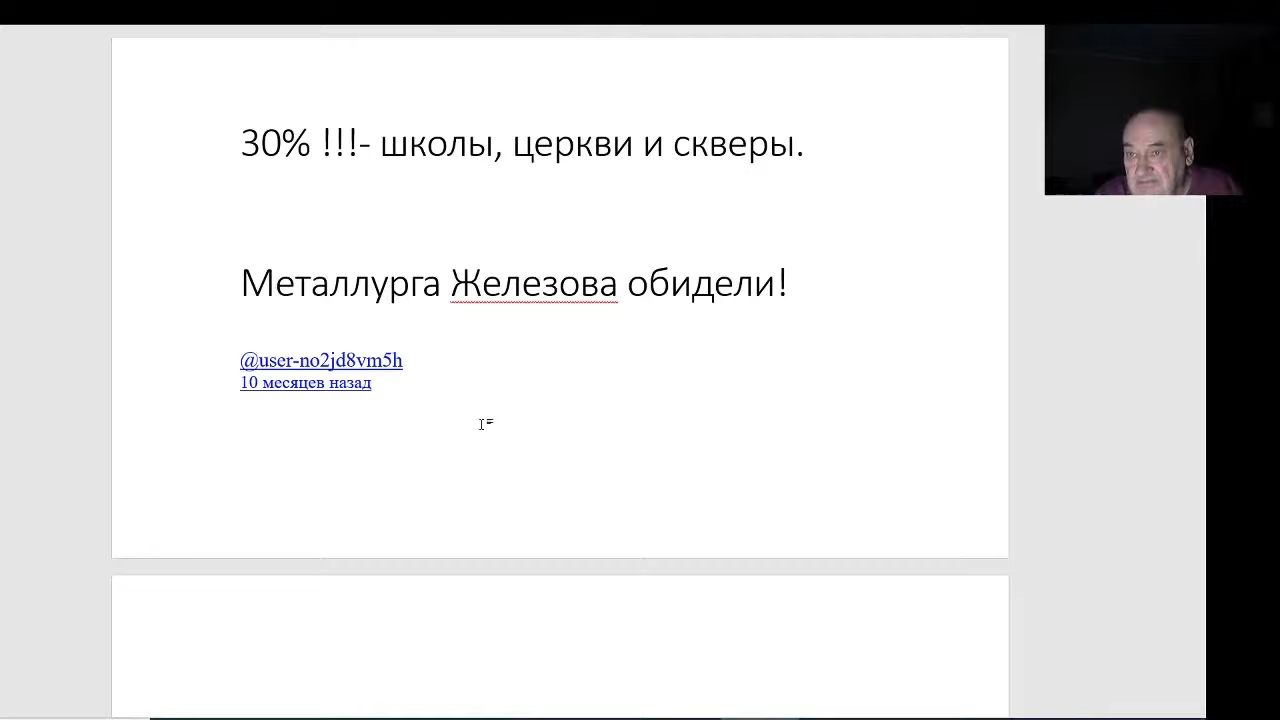 30% !!!- школы, церкви и скверы.
Металлурга Железова обидели!
@user-no2jd8vm5h
10 месяцев назад